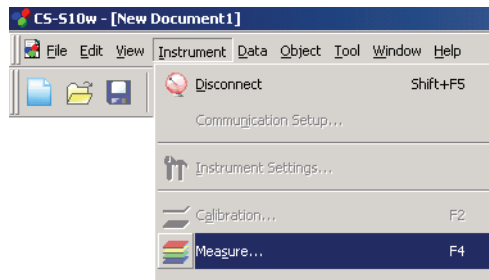 CS-S10w - [New Document1]
File Edit View Instrument Data Object Tool Window Help
Disconnect Shift+F5
Communication Setup...
Instrument Settings...
Calibration... F2
Measure... F4